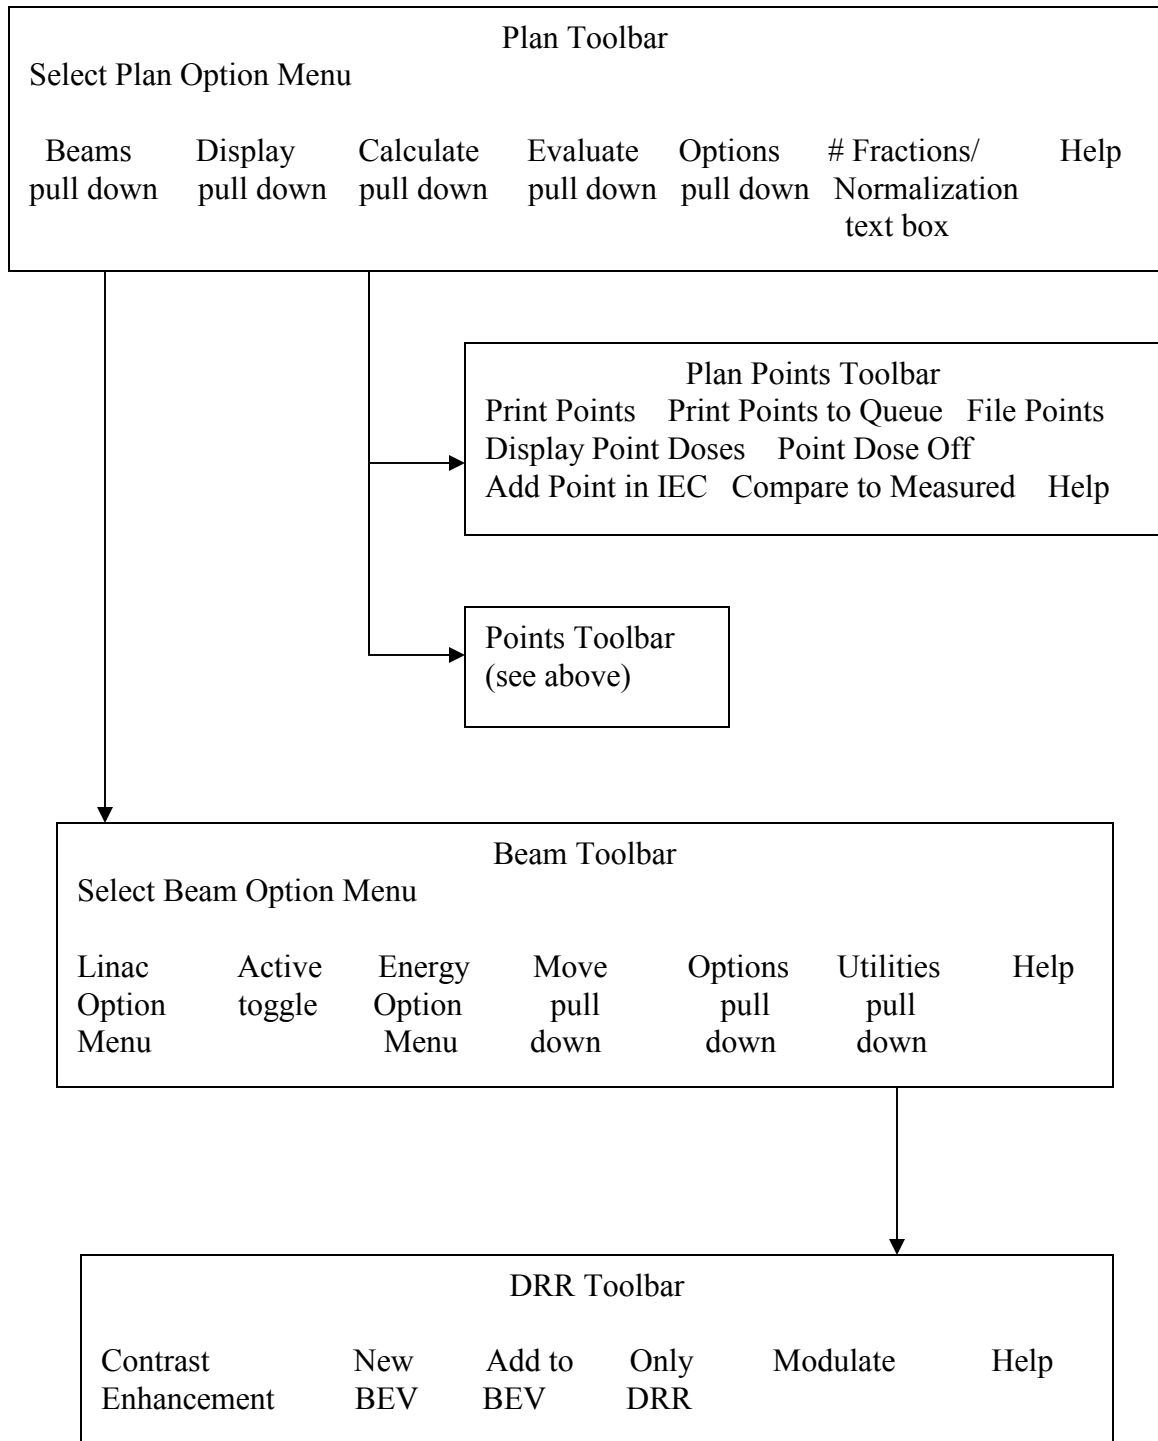 Plan Toolbar
Select Plan Option Menu
Beams Display Calculate Evaluate Options # Fractions/ Help
pull down pull down pull down pull down pull down Normalization
text box
Plan Points Toolbar
Print Points Print Points to Queue File Points
Display Point Doses Point Dose Off
Add Point in IEC Compare to Measured Help
Points Toolbar
(see above)
Beam Toolbar
Select Beam Option Menu
Linac Active Energy Move Options Utilities Help
Option toggle Option pull pull pull
Menu Menu down down down
DRR Toolbar
Contrast New Add to Only Modulate Help
Enhancement BEV BEV DRR